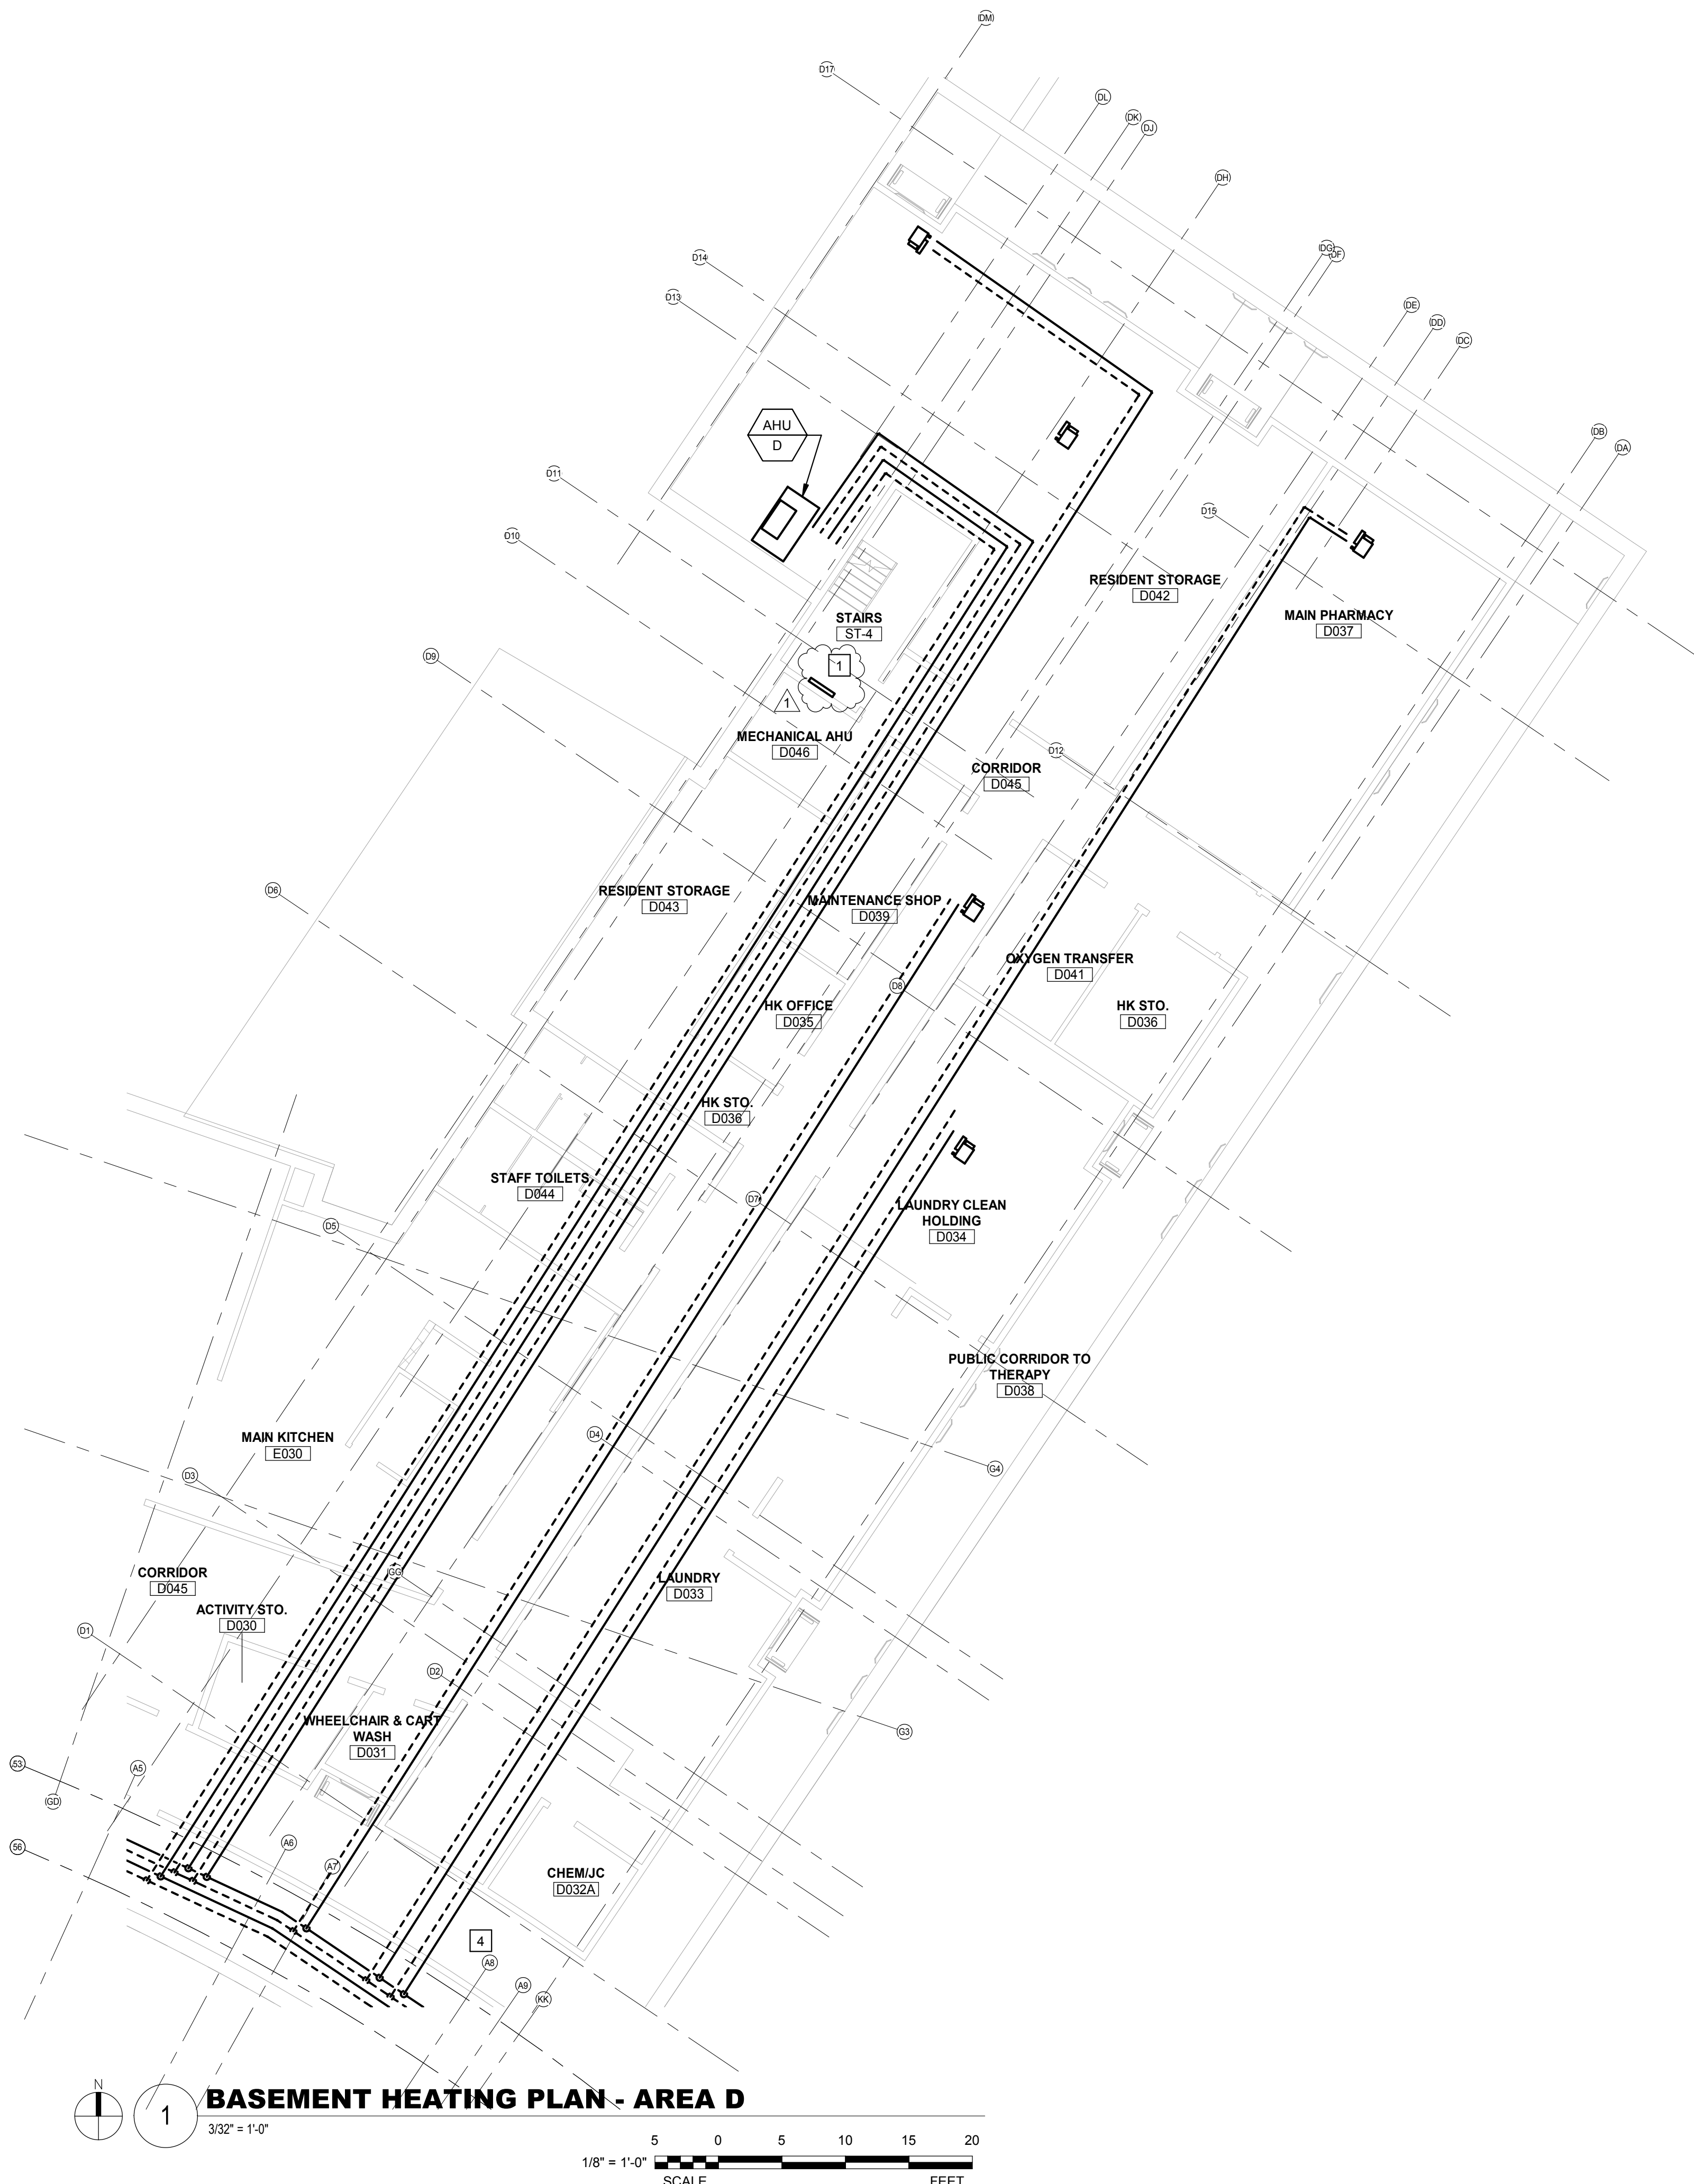 DM
D17
DL
DK
DJ
DH
DG
DF
D14
D13
DE
DD
DC
AHU
D
DB
DA
D11
D15
D10
RESIDENT STORAGE
D042
STAIRS
ST-4
MAIN PHARMACY
D037
D9
1
1
MECHANICAL AHU
D046
D12
CORRIDOR
D045
D6
RESIDENT STORAGE
D043
MAINTENANCE SHOP
D039
OXYGEN TRANSFER
D041
D8
HK OFFICE
D035
HK STO.
D036
HK STO.
D036
STAFF TOILETS
D044
D7
LAUNDRY CLEAN
HOLDING
D034
D5
PUBLIC CORRIDOR TO
THERAPY
D038
MAIN KITCHEN
E030
D4
G4
D3
CORRIDOR
D045
GG
LAUNDRY
D033
ACTIVITY STO.
D030
D1
D2
WHEELCHAIR & CART
WASH
D031
G3
53
A5
GD
56
A6
A7
CHEM/JC
D032A
4
A8
A9
KK
N
1
BASEMENT HEATING PLAN - AREA D
3/32" = 1'-0"
5 0 5 10 15 20
1/8" = 1'-0"
SCALE FEET